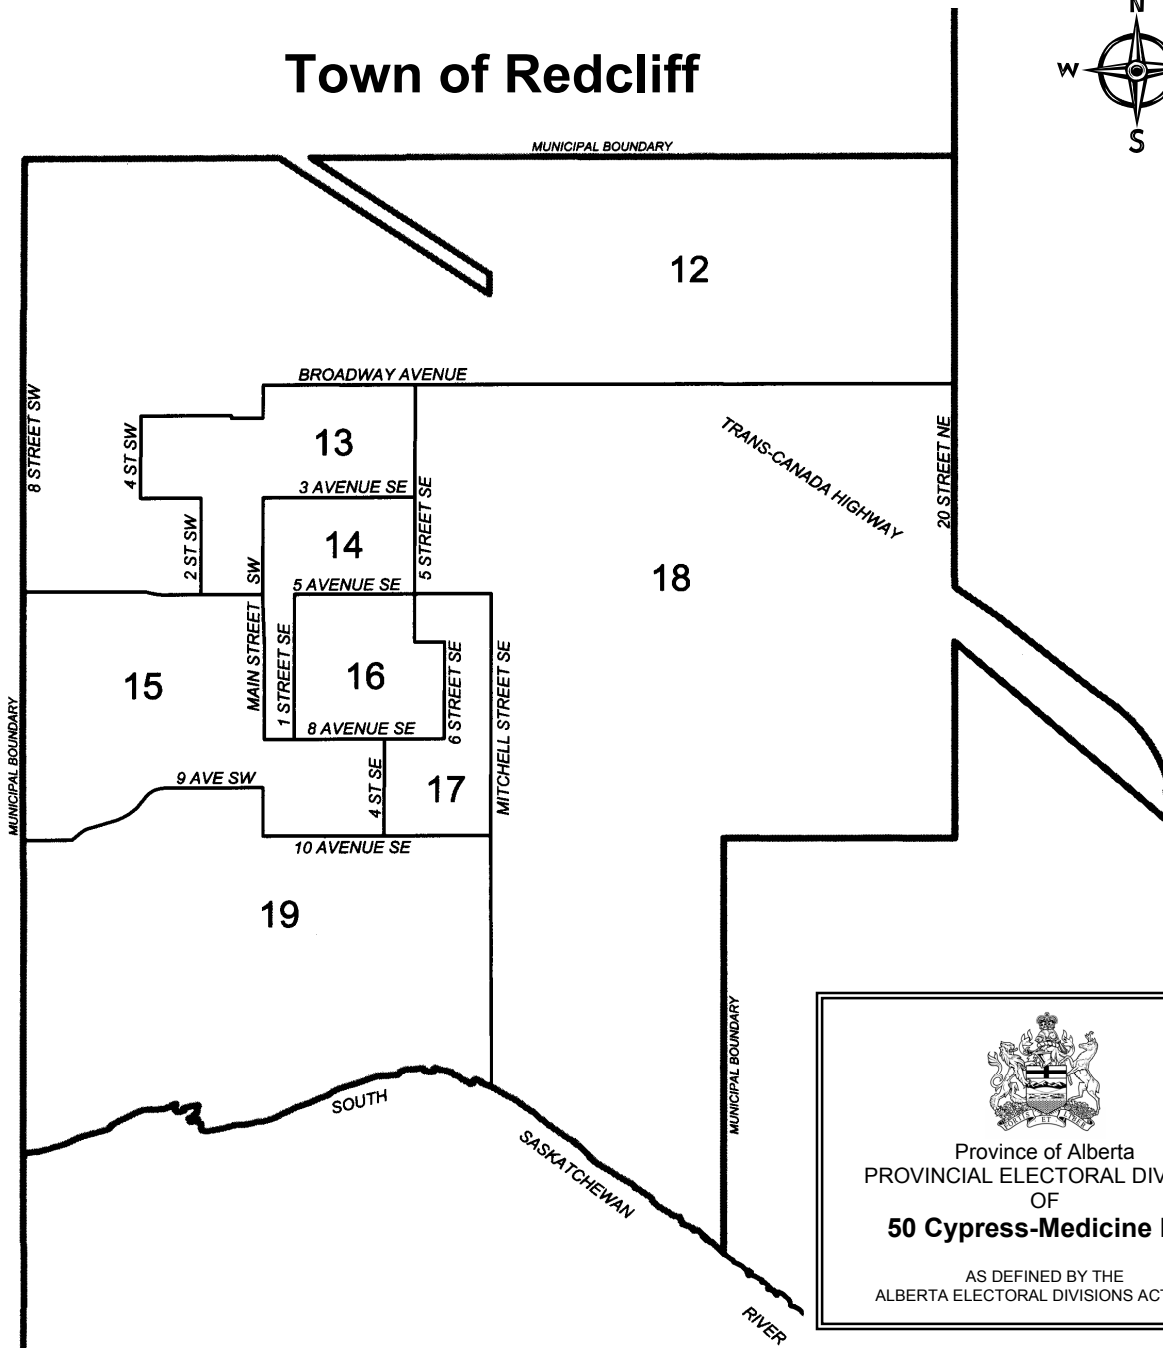 N
Town of Redcliff
W
S
MUNICIPAL BOUNDARY
12
BROADWAY AVENUE
8 STREET SW
4 ST SW
13
TRANS-CANADA HIGHWAY
20 STREET NE
3 AVENUE SE
5 STREET SE
2 ST SW
14
MAIN STREET SW
5 AVENUE SE
18
15
1 STREET SE
16
6 STREET SE
MITCHELL STREET SE
8 AVENUE SE
MUNICIPAL BOUNDARY
9 AVE SW
4 ST SE
17
10 AVENUE SE
19
MUNICIPAL BOUNDARY
SOUTH
SASKATCHEWAN
RIVER
FORTIS ET LIBER
Province of Alberta
PROVINCIAL ELECTORAL DIV
OF
50 Cypress-Medicine
AS DEFINED BY THE
ALBERTA ELECTORAL DIVISIONS ACT